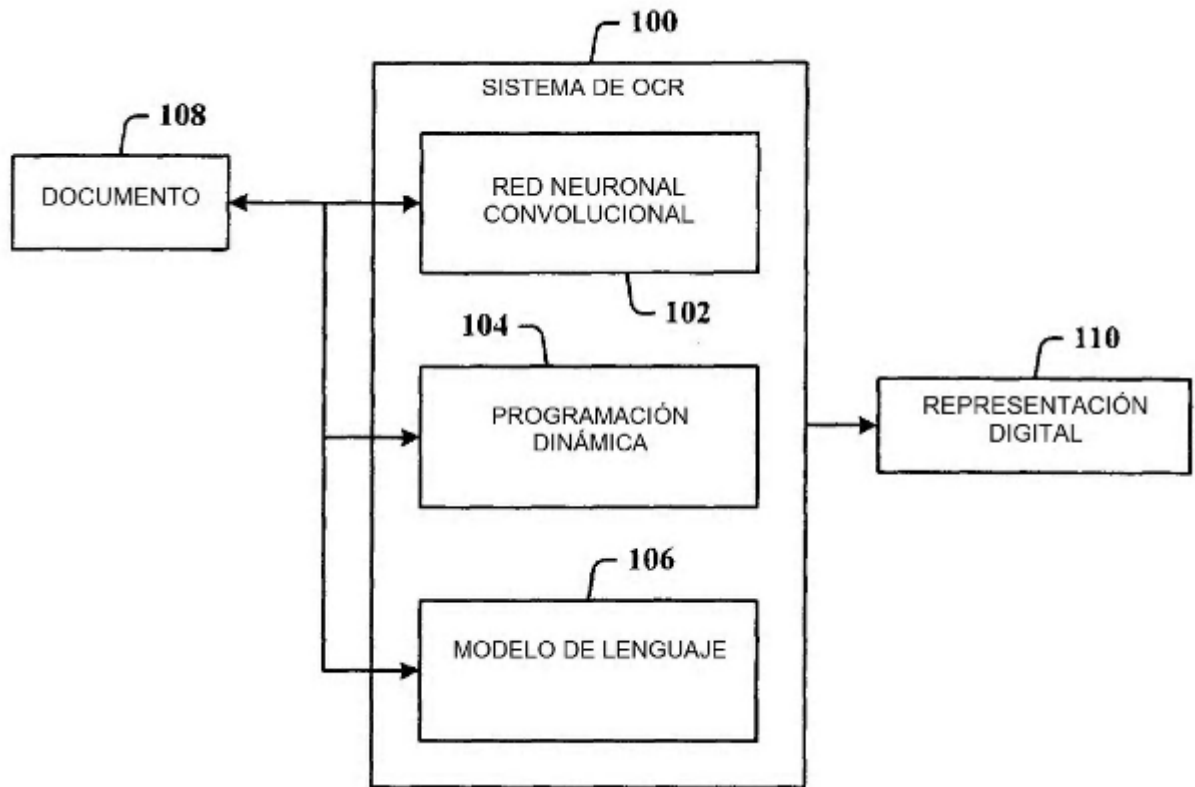 100
SISTEMA DE OCR
108
DOCUMENTO
RED NEURONAL
CONVOLUCIONAL
102
104
PROGRAMACIÓN
DINÁMICA
110
REPRESENTACIÓN
DIGITAL
106
MODELO DE LENGUAJE